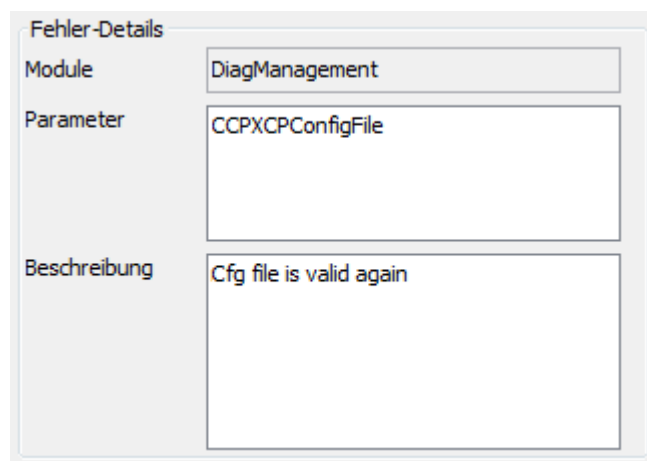 Fehler-Details
Module DiagManagement
Parameter CCPXCPConfigFile
Beschreibung Cfg file is valid again